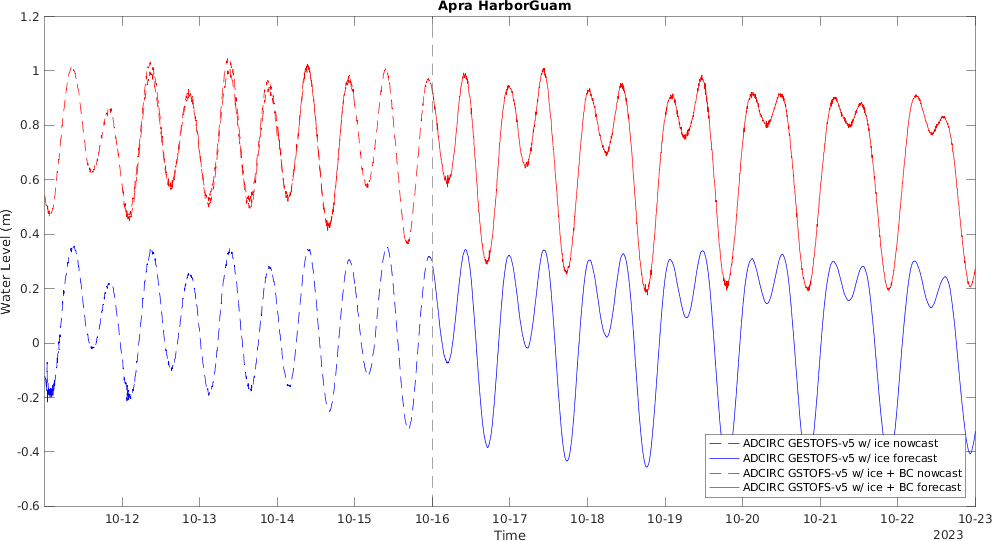 Apra HarborGuam
1.2
1
0.8
0.6
0.4
0.2
0
-0.2
-0.4
-0.6
Water Level (m)
ADCIRC GESTOFS-v5 w/ ice nowcast
ADCIRC GESTOFS-v5 w/ ice forecast
ADCIRC GSTOFS-v5 w/ ice + BC nowcast
ADCIRC GSTOFS-v5 w/ ice + BC forecast
10-12 10-13 10-14 10-15 10-16 10-17 10-18 10-19 10-20 10-21 10-22 10-23
Time
2023